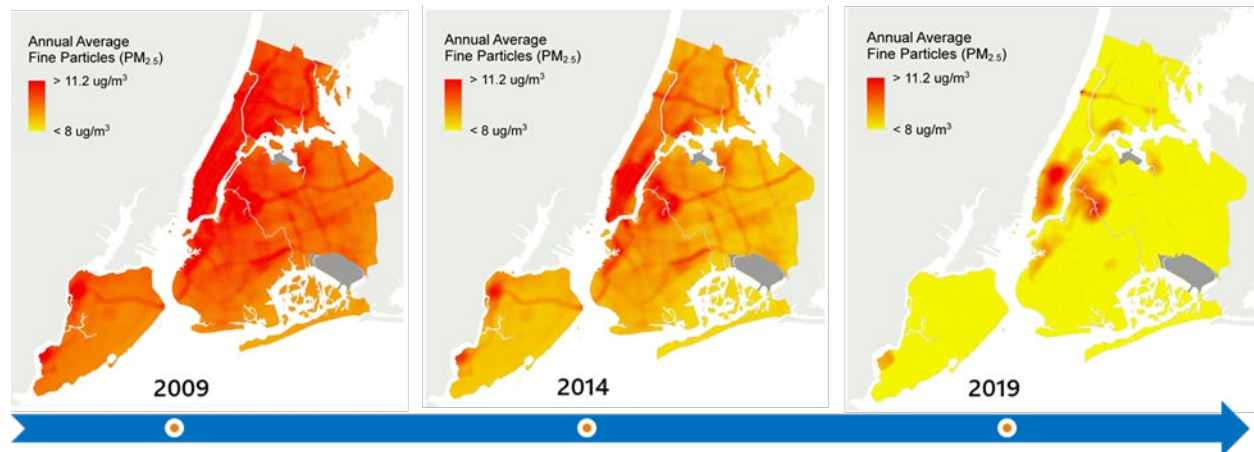 Annual Average
Fine Particles (PM2.5)
> 11.2 ug/m3
< 8 ug/m3
2009
Annual Average
Fine Particles (PM2.5)
> 11.2 ug/m3
< 8 ug/m3
2014
Annual Average
Fine Particles (PM2.5)
> 11.2 ug/m3
< 8 ug/m3
2019